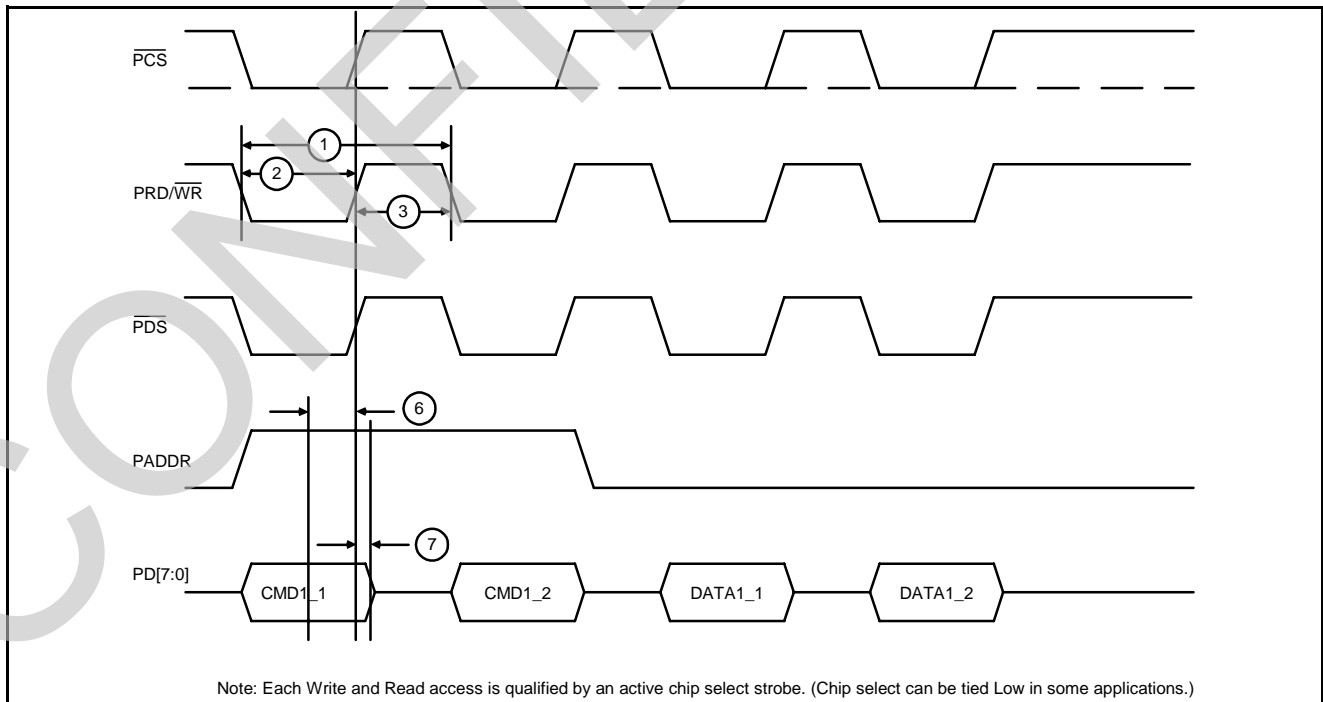 CONFI
PCS
1
2
PRD/WR
3
PDS
6
PADDR
7
PD[7:0]
CMD1_1
CMD1_2
DATA1_1
DATA1_2
Note: Each Write and Read access is qualified by an active chip select strobe. (Chip select can be tied Low in some applications.)